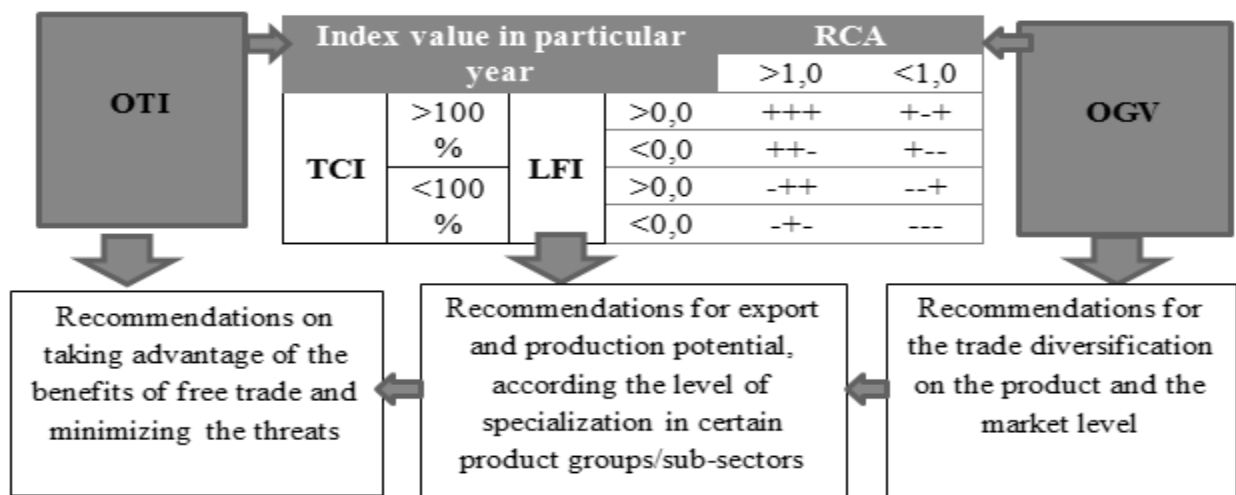 OTI
Index value in particular
year
RCA
>1,0 <1,0
TCI
>100
%
LFI
>0,0 +++ +-+
<0,0 ++- +--
<100
%
>0,0 -++ --+
<0,0 -+- ---
OGV
Recommendations on
taking advantage of the
benefits of free trade and
minimizing the threats
Recommendations for export
and production potential,
according the level of
specialization in certain
product groups/sub-sectors
Recommendations for
the trade diversification
on the product and the
market level